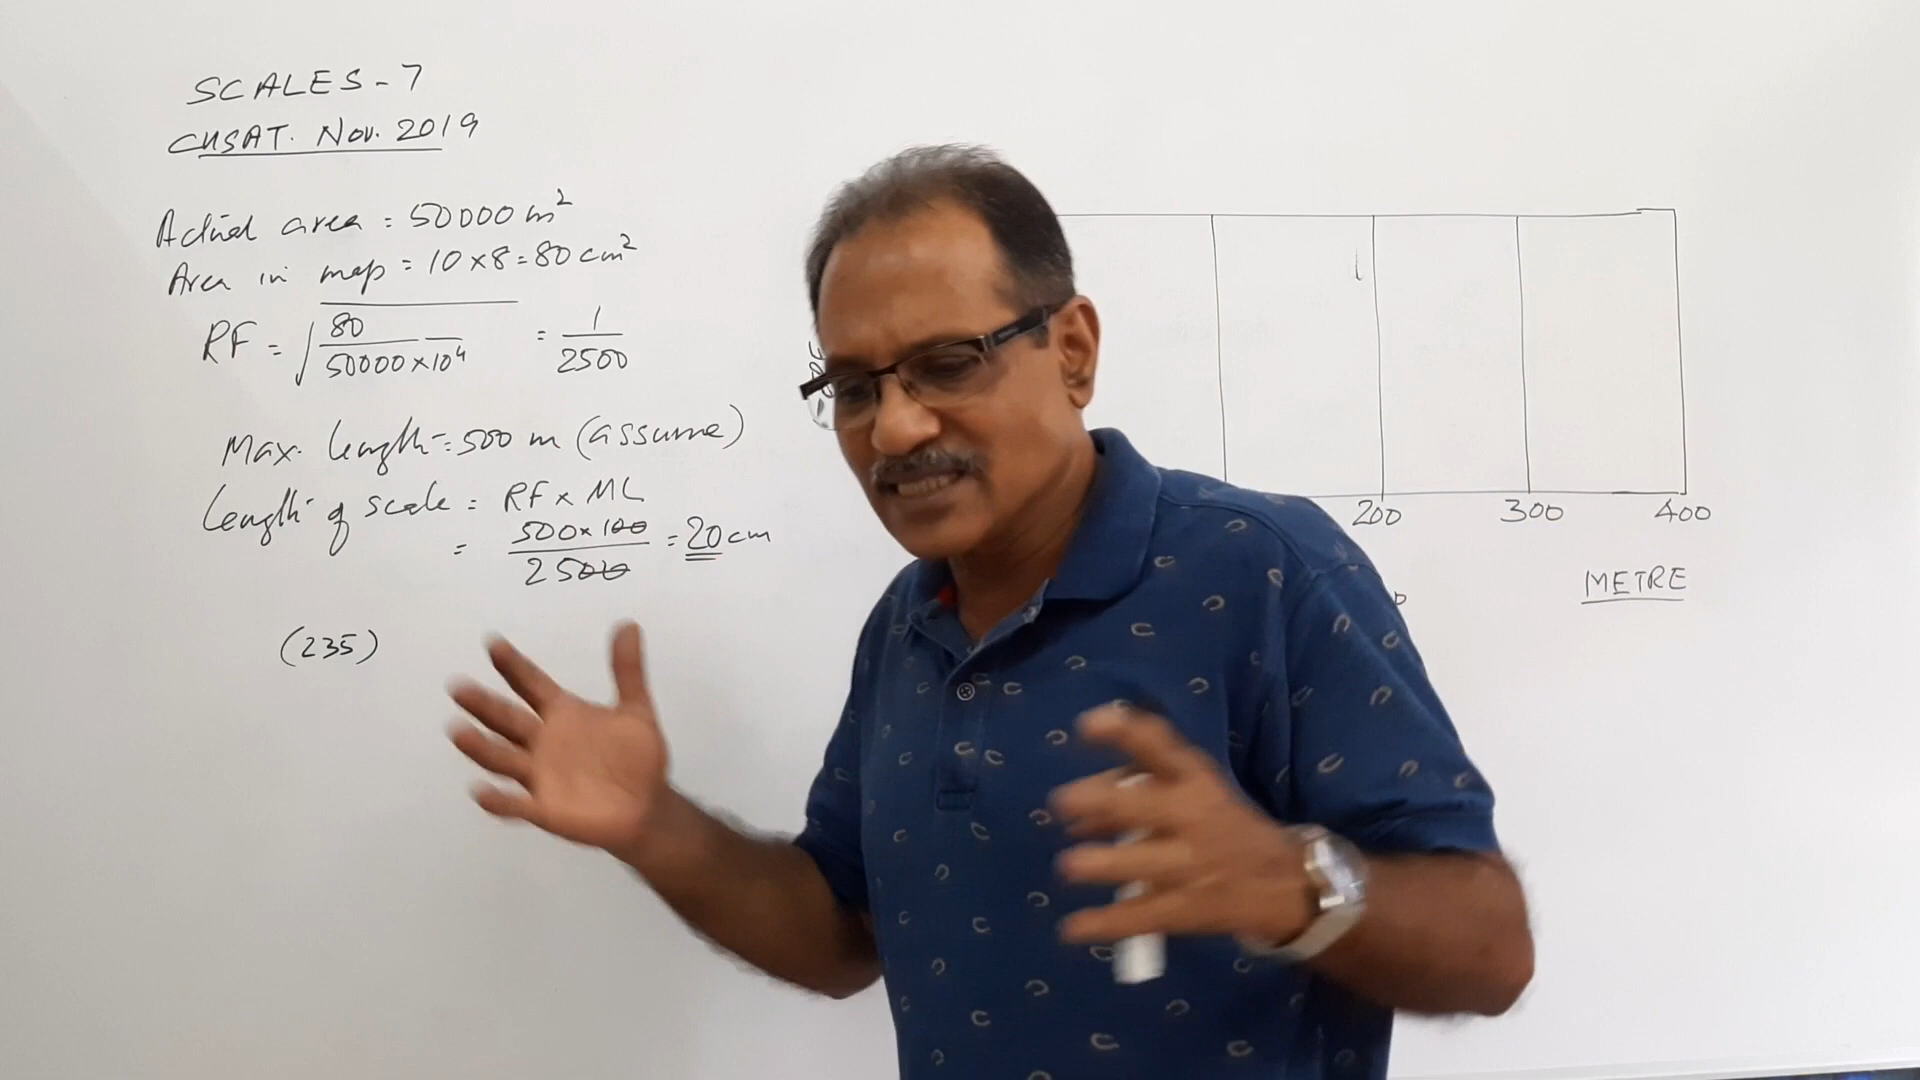 SCALES-7
CUSAT. Nov. 2019
Actual area = 50000 m²
Area in map = 10 × 8 = 80 cm²
RF = √(80 / 50000 × 10⁴) = 1/2500
Max. length = 500 m (assume)
Length of scale = RF × ML
= 500 × 100 / 2500 = 20 cm
(235)
200 300 400
METRE